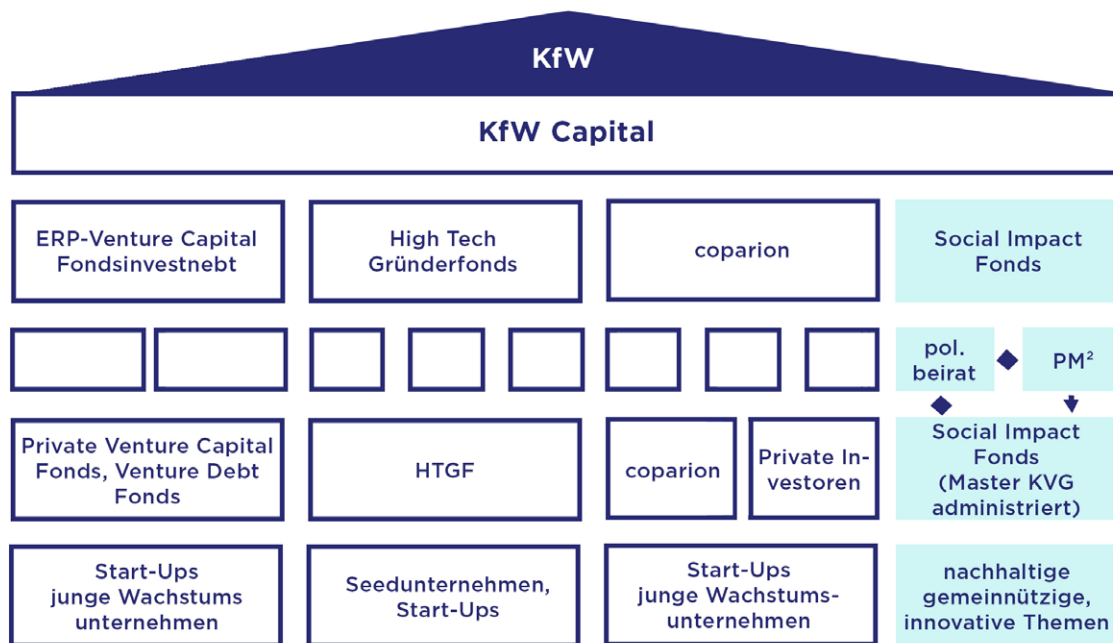 KfW
KfW Capital
ERP-Venture Capital
Fondsinvestnebt
High Tech
Gründerfonds
coparion
Social Impact
Fonds
pol.
beirat
PM²
Private Venture Capital
Fonds, Venture Debt
Fonds
HTGF
coparion
Private In-
vestoren
Social Impact
Fonds
(Master KVG
administriert)
Start-Ups
junge Wachstums
unternehmen
Seedunternehmen,
Start-Ups
Start-Ups
junge Wachstums-
unternehmen
nachhaltige
gemeinnützige,
innovative Themen